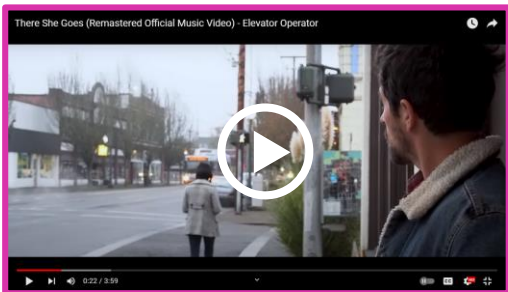 There She Goes (Remastered Official Music Video) - Elevator Operator
0:22 / 3:59